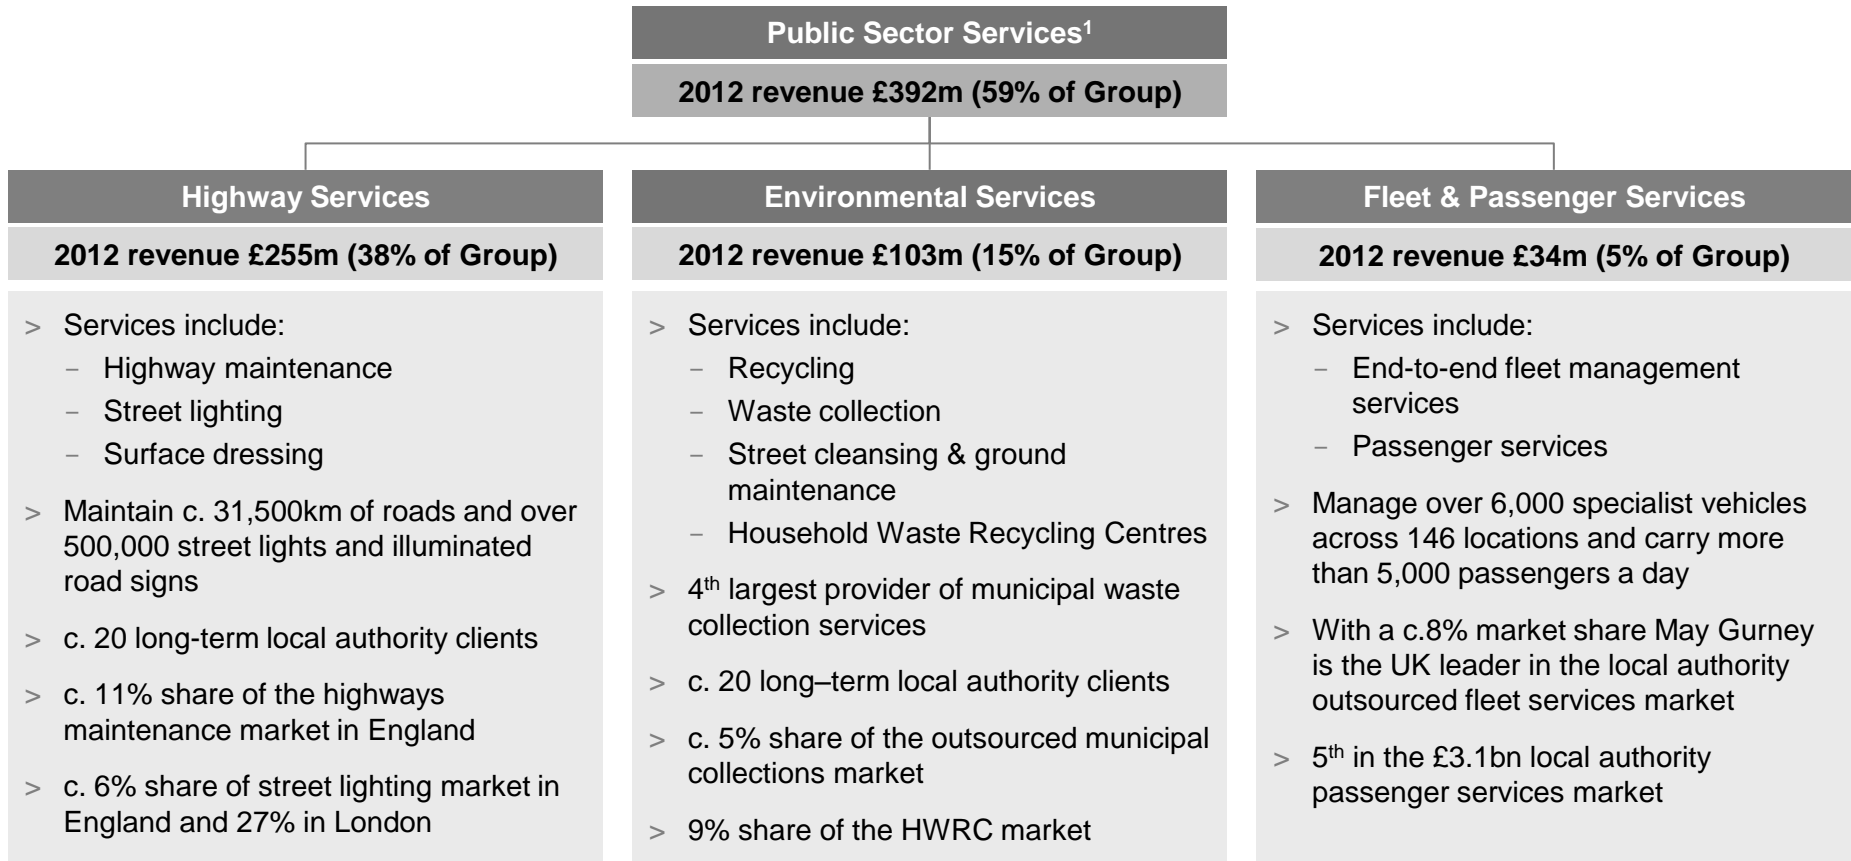 Public Sector Services¹
2012 revenue £392m (59% of Group)
Highway Services
2012 revenue £255m (38% of Group)
> Services include:
− Highway maintenance
− Street lighting
− Surface dressing
> Maintain c. 31,500km of roads and over
500,000 street lights and illuminated
road signs
> c. 20 long-term local authority clients
> c. 11% share of the highways
maintenance market in England
> c. 6% share of street lighting market in
England and 27% in London
Environmental Services
2012 revenue £103m (15% of Group)
> Services include:
− Recycling
− Waste collection
− Street cleansing & ground
maintenance
− Household Waste Recycling Centres
> 4th largest provider of municipal waste
collection services
> c. 20 long–term local authority clients
> c. 5% share of the outsourced municipal
collections market
> 9% share of the HWRC market
Fleet & Passenger Services
2012 revenue £34m (5% of Group)
> Services include:
− End-to-end fleet management
services
− Passenger services
> Manage over 6,000 specialist vehicles
across 146 locations and carry more
than 5,000 passengers a day
> With a c.8% market share May Gurney
is the UK leader in the local authority
outsourced fleet services market
> 5th in the £3.1bn local authority
passenger services market